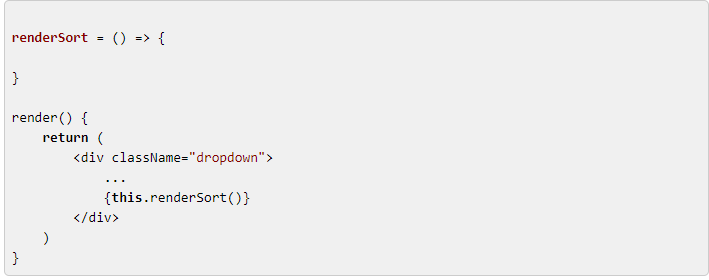 renderSort = () => {
}
render() {
    return (
        <div className="dropdown">
            ...
            {this.renderSort()}
        </div>
    )
}